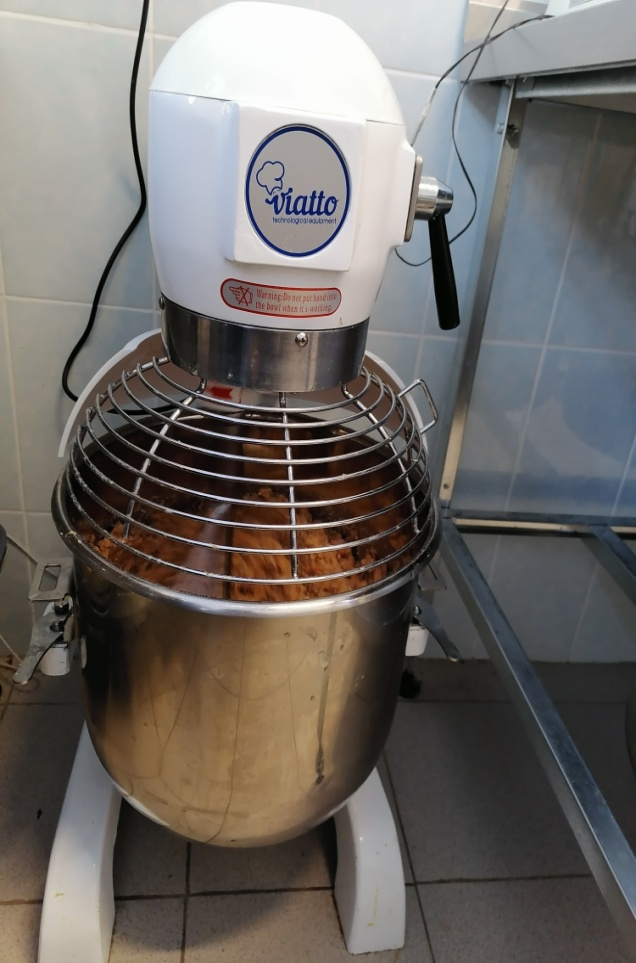 viatto
technological equipment
Warning:Do not put hand into
the bowl when it's working.